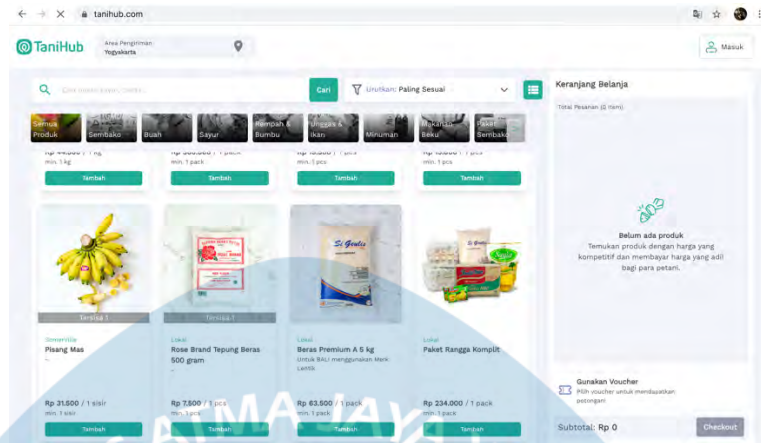 tanihub.com
TaniHub
Area Pengiriman
Yogyakarta
Masuk
Cari
Urutkan: Paling Sesuai
Keranjang Belanja
Total Pesanan (0 item)
Semua Produk
Sembako
Buah
Sayur
Rempah & Bumbu
Unggas & Ikan
Minuman
Makanan Beku
Paket Sembako
min. 1 kg
min. 1 pack
min. 1 pcs
min. 1 pcs
Tambah
Tambah
Tambah
Tambah
Belum ada produk
Temukan produk dengan harga yang
kompetitif dan membayar harga yang adil
bagi para petani.
Tersisa 1
Tersisa 1
Si Geulis
Pisang Mas
-
Rp 31.600 / 1 sisir
min. 1 sisir
Tambah
Lokal
Rose Brand Tepung Beras
500 gram
-
Rp 7.500 / 1 pcs
min. 1 pcs
Tambah
Lokal
Beras Premium A 5 kg
Untuk BALI menggunakan Merk
Lentik
Rp 63.500 / 1 pack
min. 1 pack
Tambah
Lokal
Paket Rangga Komplit
Rp 234.000 / 1 pack
min. 1 pack
Tambah
Gunakan Voucher
Pilih voucher untuk mendapatkan
potongan!
Subtotal: Rp 0
Checkout
ATMA JAYA